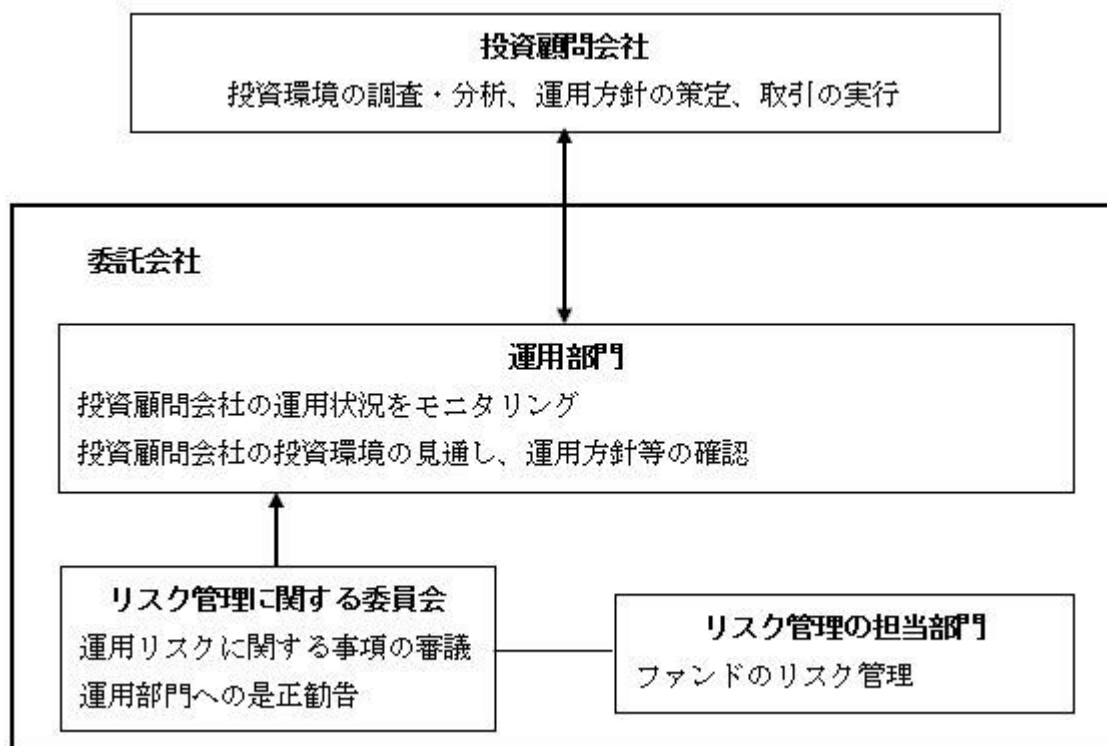 投資顧問会社
投資環境の調査・分析、運用方針の策定、取引の実行
委託会社
運用部門
投資顧問会社の運用状況をモニタリング
投資顧問会社の投資環境の見通し、運用方針等の確認
リスク管理に関する委員会
運用リスクに関する事項の審議
運用部門への是正勧告
リスク管理の担当部門
ファンドのリスク管理